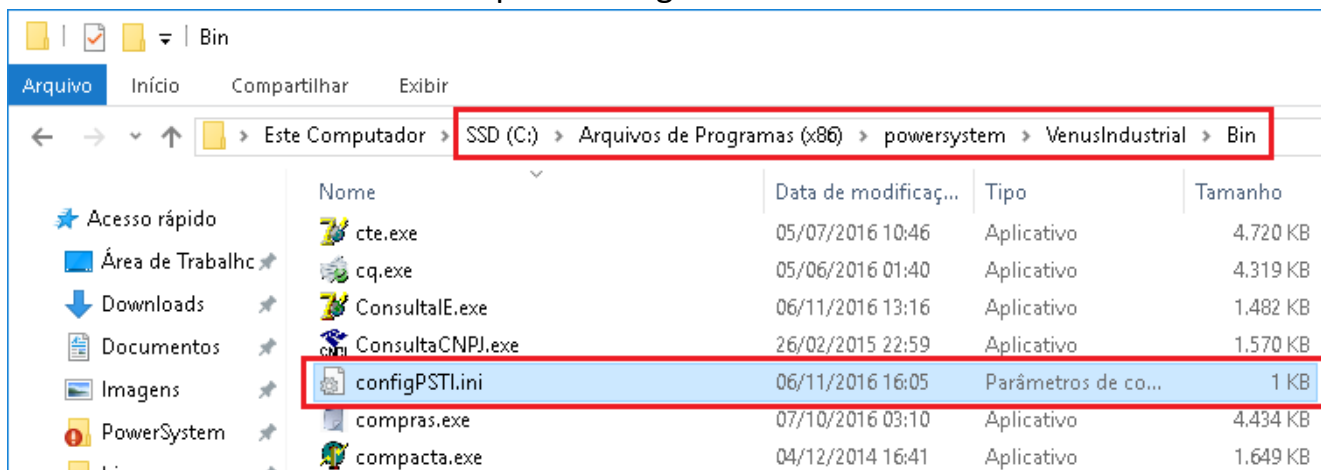 Bin
Arquivo Início Compartilhar Exibir
Este Computador > SSD (C:) > Arquivos de Programas (x86) > powersystem > VenusIndustrial > Bin
Nome Data de modificaç... Tipo Tamanho
Acesso rápido
cte.exe 05/07/2016 10:46 Aplicativo 4.720 KB
Área de Trabalhc
cq.exe 05/06/2016 01:40 Aplicativo 4.319 KB
Downloads
ConsultaIE.exe 06/11/2016 13:16 Aplicativo 1.482 KB
Documentos
ConsultaCNPJ.exe 26/02/2015 22:59 Aplicativo 1.570 KB
Imagens
configPSTI.ini 06/11/2016 16:05 Parâmetros de co... 1 KB
PowerSystem
compras.exe 07/10/2016 03:10 Aplicativo 4.434 KB
compacta.exe 04/12/2014 16:41 Aplicativo 1.649 KB